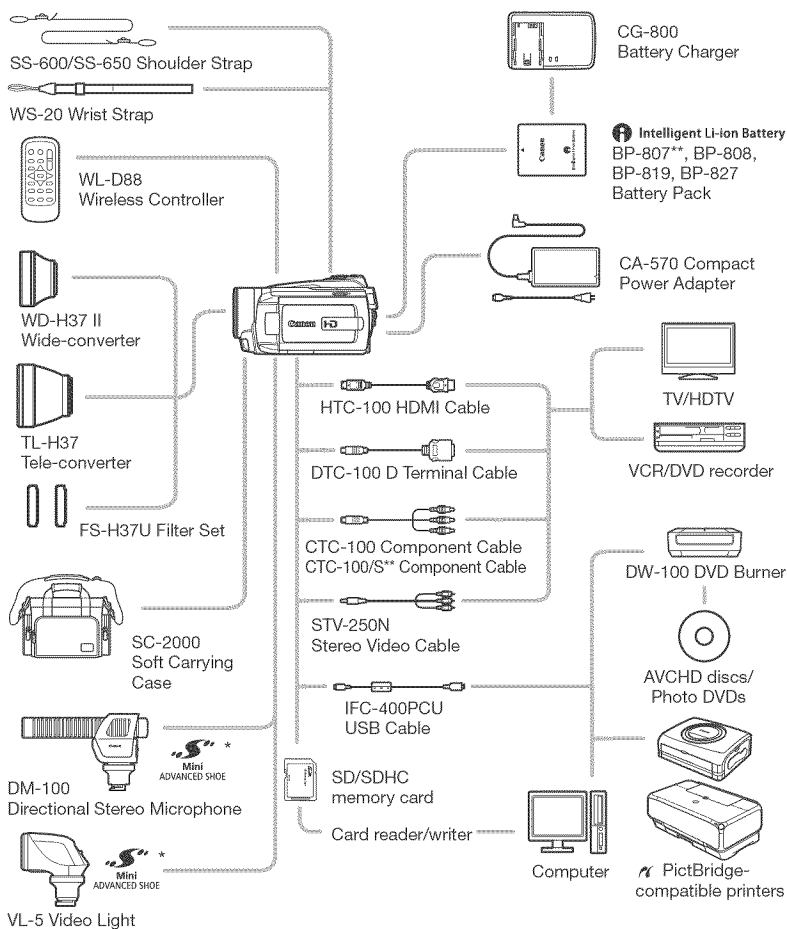 SS-600/SS-650 Shoulder Strap
WS-20 Wrist Strap
WL-D88
Wireless Controller
WD-H37 II
Wide-converter
TL-H37
Tele-converter
FS-H37U Filter Set
SC-2000
Soft Carrying
Case
Mini
ADVANCED SHOE
*
DM-100
Directional Stereo Microphone
Mini
ADVANCED SHOE
*
VL-5 Video Light
Canon
HD
HTC-100 HDMI Cable
DTC-100 D Terminal Cable
CTC-100 Component Cable
CTC-100/S** Component Cable
STV-250N
Stereo Video Cable
IFC-400PCU
USB Cable
SD/SDHC
memory card
Card reader/writer
Computer
CG-800
Battery Charger
Canon
Intelligent Li-ion Battery
BP-807**, BP-808,
BP-819, BP-827
Battery Pack
CA-570 Compact
Power Adapter
TV/HDTV
VCR/DVD recorder
DW-100 DVD Burner
AVCHD discs/
Photo DVDs
PictBridge-
compatible printers